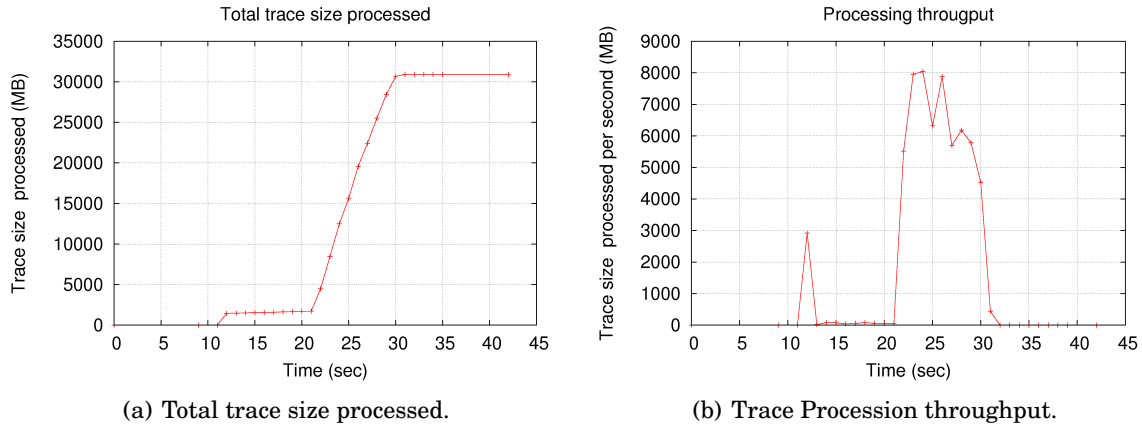 Total trace size processed
Trace size processed (MB)
35000
30000
25000
20000
15000
10000
5000
0
0 5 10 15 20 25 30 35 40 45
Time (sec)
(a) Total trace size processed.
Processing througput
Trace size processed per second (MB)
9000
8000
7000
6000
5000
4000
3000
2000
1000
0
0 5 10 15 20 25 30 35 40 45
Time (sec)
(b) Trace Procession throughput.